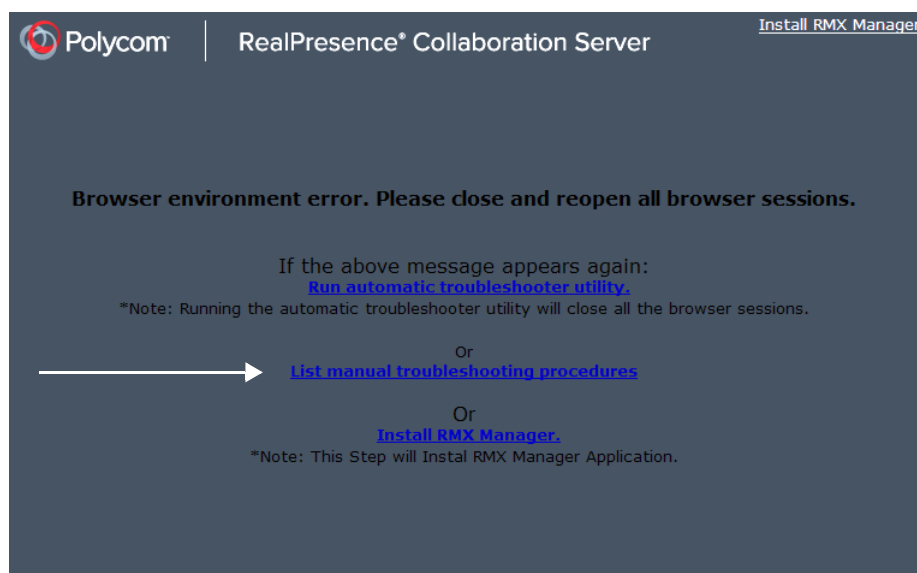 Polycom RealPresence® Collaboration Server
Install RMX Manager
Browser environment error. Please close and reopen all browser sessions.
If the above message appears again:
Run automatic troubleshooter utility.
*Note: Running the automatic troubleshooter utility will close all the browser sessions.
Or
List manual troubleshooting procedures
Or
Install RMX Manager.
*Note: This Step will Instal RMX Manager Application.